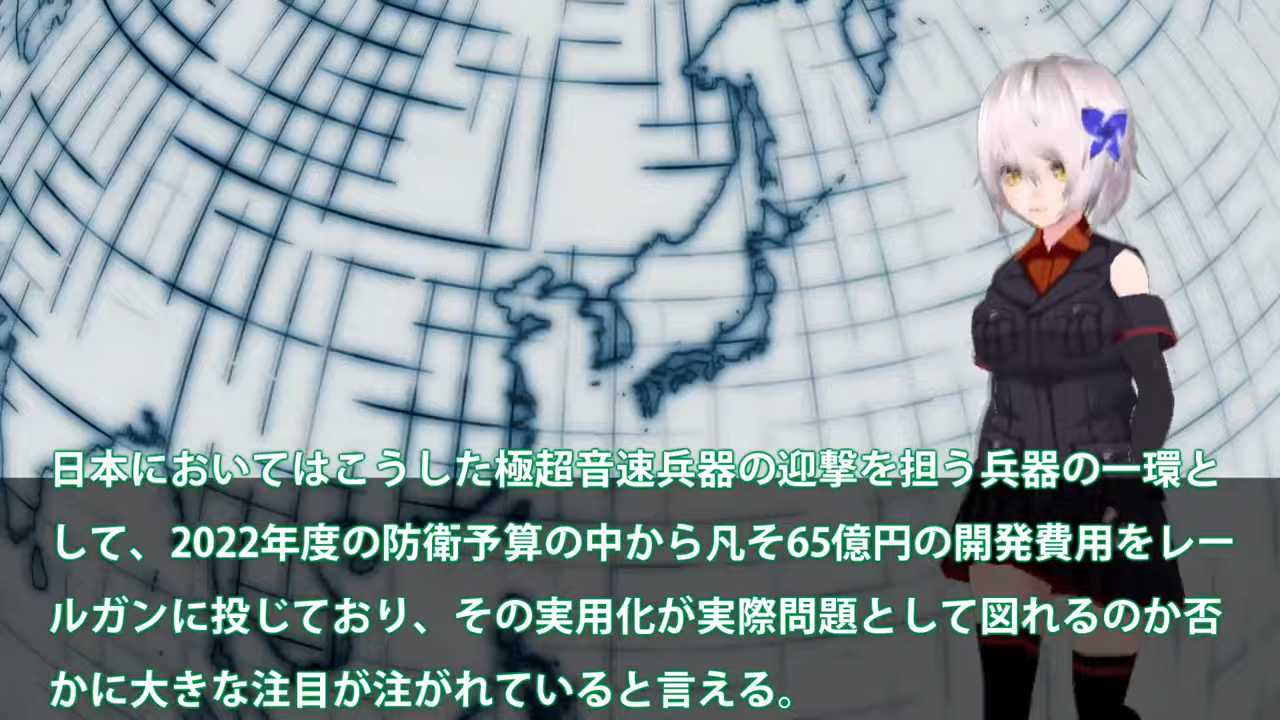 日本においてはこうした極超音速兵器の迎撃を担う兵器の一環と
して、2022年度の防衛予算の中から凡そ65億円の開発費用をレー
ルガンに投じており、その実用化が実際問題として図れるのか否
かに大きな注目が注がれていると言える。